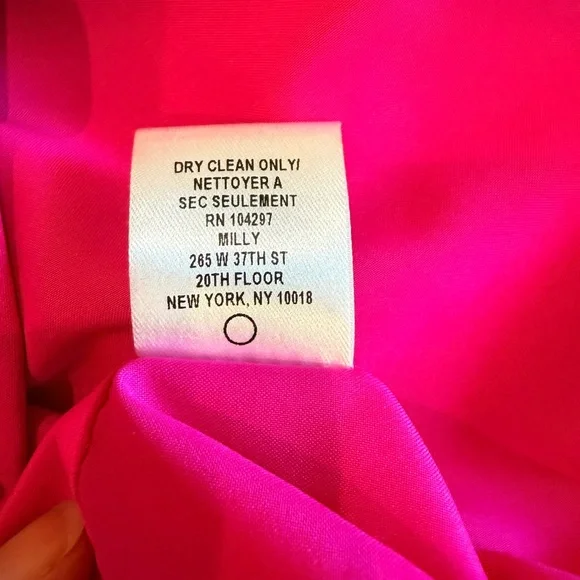 DRY CLEAN ONLY/
NETTOYER A
SEC SEULEMENT
RN 104297
MILLY
265 W 37TH ST
20TH FLOOR
NEW YORK, NY 10018